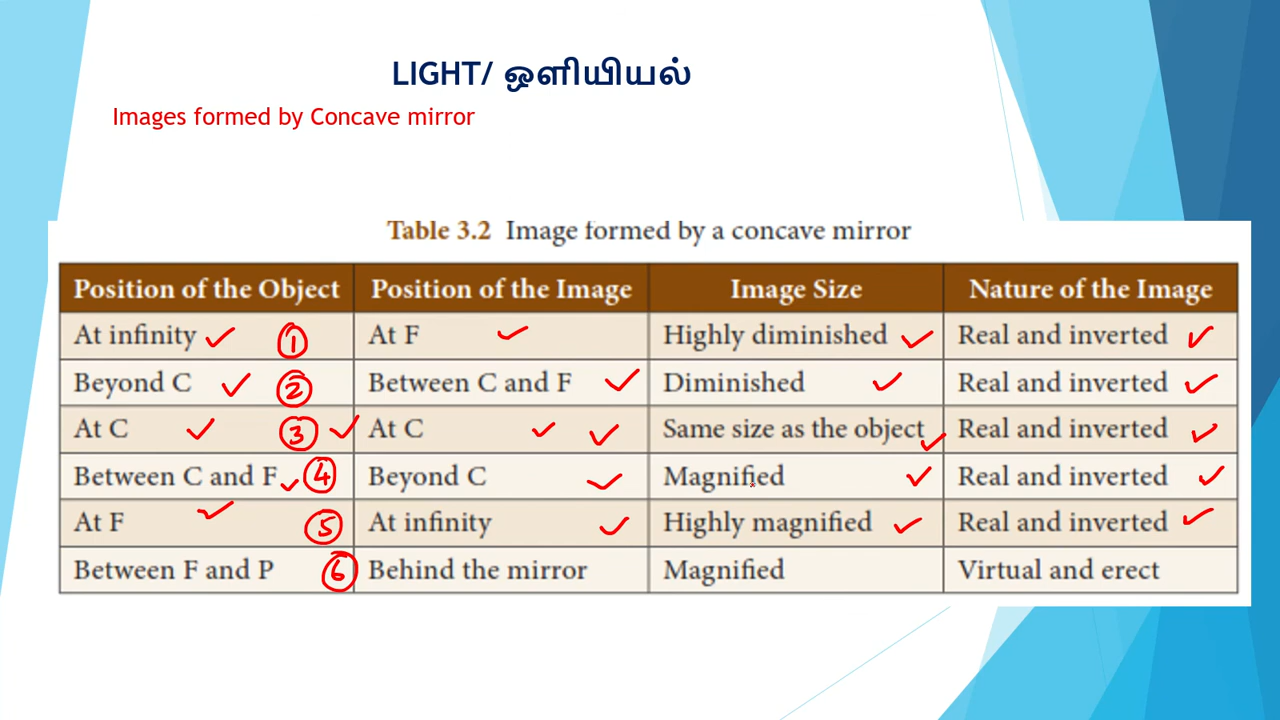 LIGHT/ ஒளியியல்
Images formed by Concave mirror
Table 3.2 Image formed by a concave mirror
Position of the Object Position of the Image Image Size Nature of the Image
At infinity 1 At F Highly diminished Real and inverted
Beyond C 2 Between C and F Diminished Real and inverted
At C 3 At C Same size as the object Real and inverted
Between C and F 4 Beyond C Magnified Real and inverted
At F 5 At infinity Highly magnified Real and inverted
Between F and P 6 Behind the mirror Magnified Virtual and erect